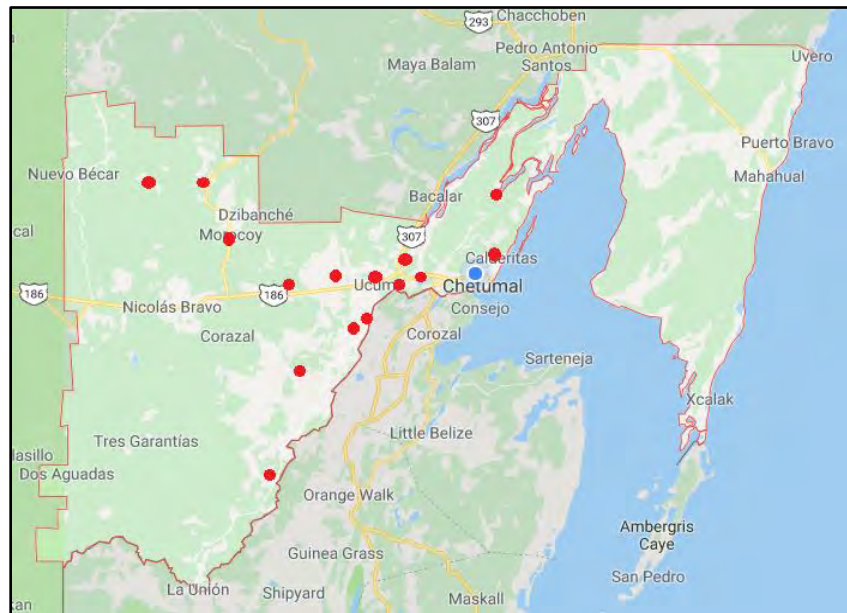 293
Chacchoben
Pedro Antonio
Santos
Maya Balam
Uvero
307
Puerto Bravo
Nuevo Bécar
Mahahual
Bacalar
Dzibanché
Morocoy
307
cal
Calderitas
186
186
Ucum
Chetumal
Nicolás Bravo
Consejo
Corazal
Corozal
Sarteneja
Xcalak
Tres Garantías
Little Belize
lasillo
Dos Aguadas
Orange Walk
Ambergris
Caye
Guinea Grass
San Pedro
La Unión
Shipyard
Maskall
kan